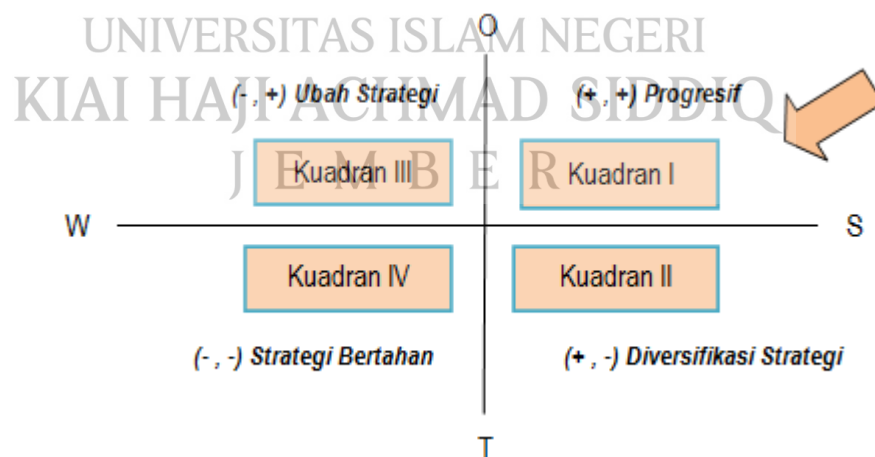 UNIVERSITAS ISLAM NEGERI
O
KIAI HAJI ACHMAD SIDDIQ
(- , +) Ubah Strategi
(+ , +) Progresif
J E M B E R
Kuadran III
Kuadran I
W
S
Kuadran IV
Kuadran II
(- , -) Strategi Bertahan
(+ , -) Diversifikasi Strategi
T